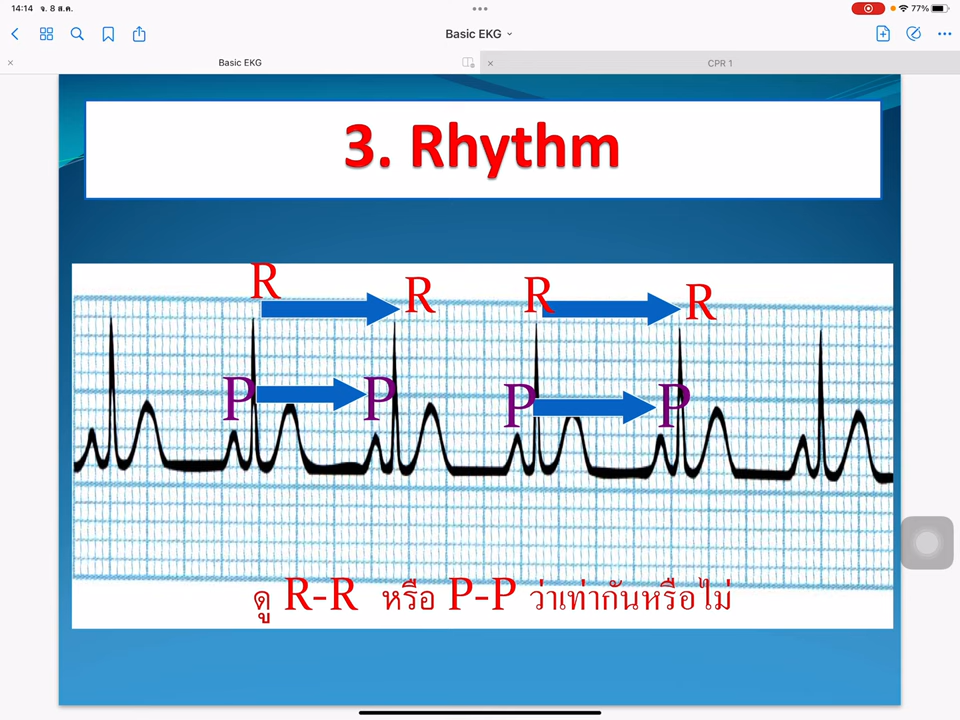 14:14 จ. 8 ส.ค.
77%
Basic EKG
Basic EKG
CPR 1
3. Rhythm
R R R R
P P P P
ดู R-R หรือ P-P ว่าเท่ากันหรือไม่